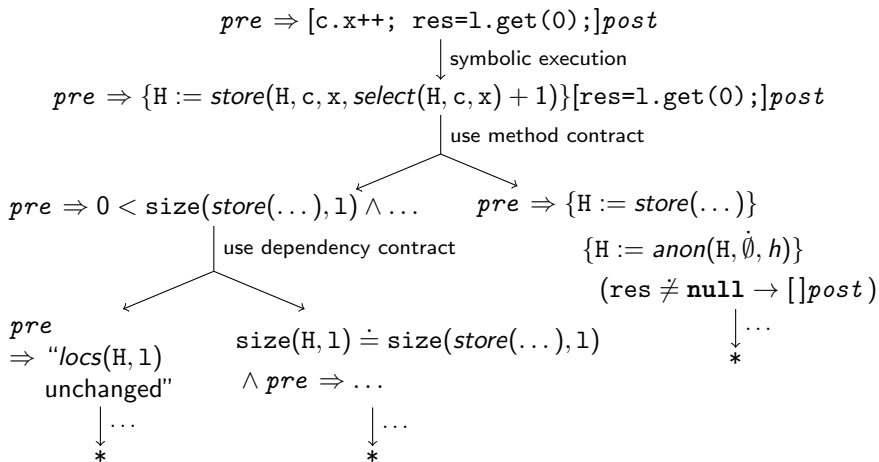 pre ⇒ [c.x++; res=l.get(0);]post
symbolic execution
pre ⇒ {H := store(H, c, x, select(H, c, x) + 1)}[res=l.get(0);]post
use method contract
pre ⇒ 0 < size(store(...), l) ∧ ...
pre ⇒ {H := store(...)}
use dependency contract
{H := anon(H, ∅̇, h)}
(res ≠̇ null → [ ]post)
pre
⇒ “locs(H, l)
unchanged”
size(H, l) ≐ size(store(...), l)
∧ pre ⇒ ...
...
*
...
*
...
*